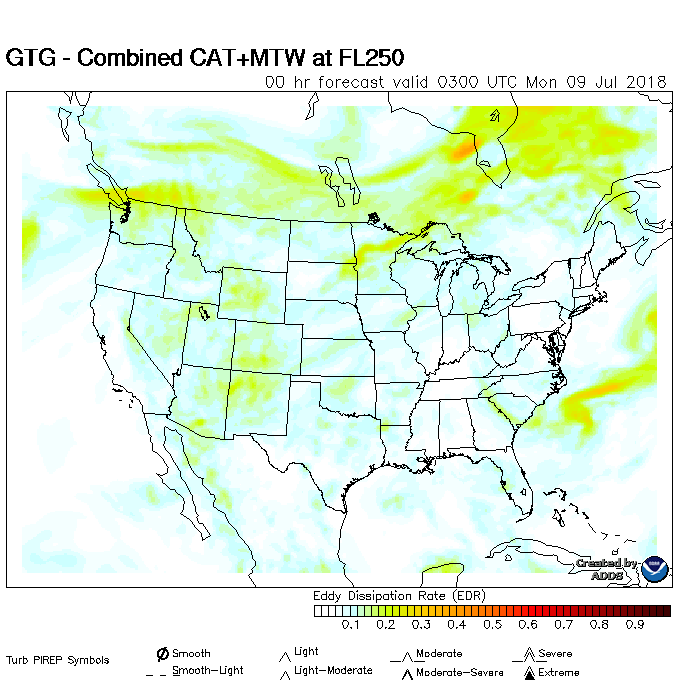 GTG - Combined CAT+MTW at FL250
00 hr forecast valid 0300 UTC Mon 09 Jul 2018
Created by
ADDS
Eddy Dissipation Rate (EDR)
0.1 0.2 0.3 0.4 0.5 0.6 0.7 0.8 0.9
Turb PIREP Symbols
Smooth Light Moderate Severe
Smooth-Light Light-Moderate Moderate-Severe Extreme